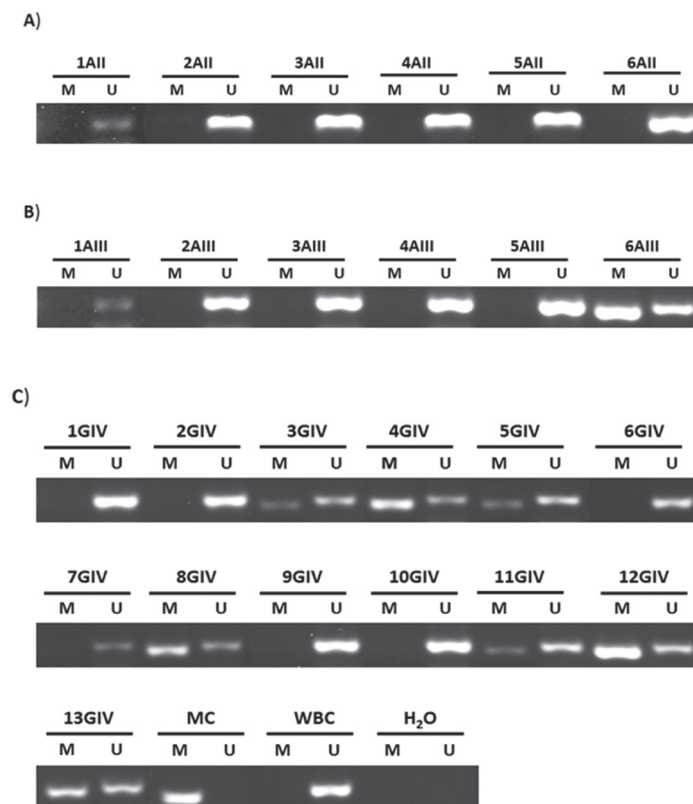 A)
1AII 2AII 3AII 4AII 5AII 6AII
M U M U M U M U M U M U
B)
1AIII 2AIII 3AIII 4AIII 5AIII 6AIII
M U M U M U M U M U M U
C)
1GIV 2GIV 3GIV 4GIV 5GIV 6GIV
M U M U M U M U M U M U
7GIV 8GIV 9GIV 10GIV 11GIV 12GIV
M U M U M U M U M U M U
13GIV MC WBC H₂O
M U M U M U M U